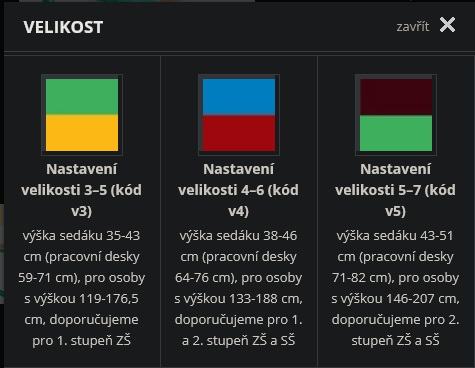 VELIKOST
zavřít
Nastavení
velikosti 3–5 (kód
v3)
výška sedáku 35-43
cm (pracovní desky
59-71 cm), pro osoby
s výškou 119-176,5
cm, doporučujeme
pro 1. stupeň ZŠ
Nastavení
velikosti 4–6 (kód
v4)
výška sedáku 38-46
cm (pracovní desky
64-76 cm), pro osoby
s výškou 133-188 cm,
doporučujeme pro 1.
a 2. stupeň ZŠ a SŠ
Nastavení
velikosti 5–7 (kód
v5)
výška sedáku 43-51
cm (pracovní desky
71-82 cm), pro osoby
s výškou 146-207 cm,
doporučujeme pro 2.
stupeň ZŠ a SŠ